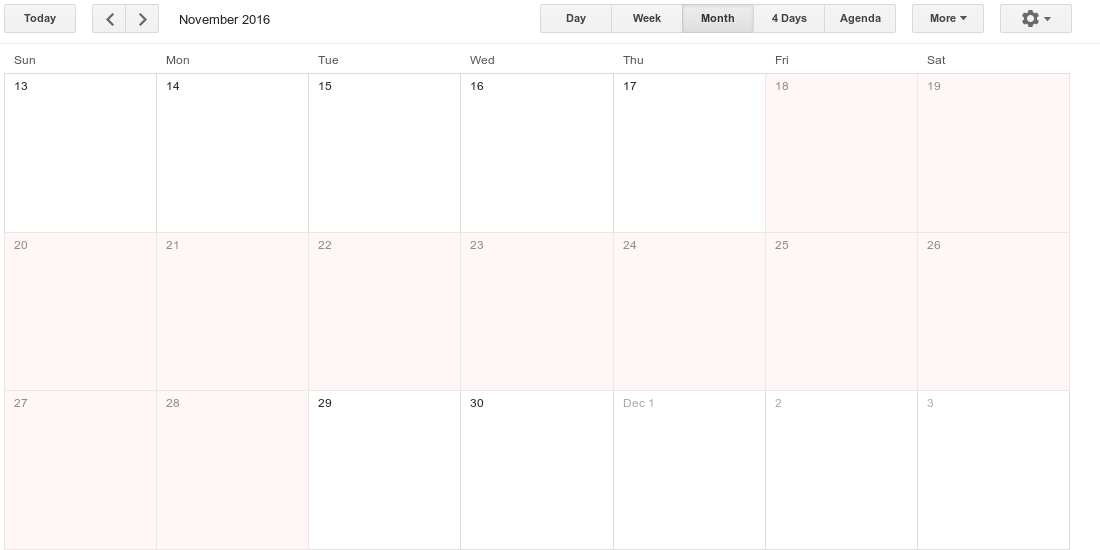 Today November 2016 Day Week Month 4 Days Agenda More
Sun Mon Tue Wed Thu Fri Sat
13 14 15 16 17 18 19
20 21 22 23 24 25 26
27 28 29 30 Dec 1 2 3